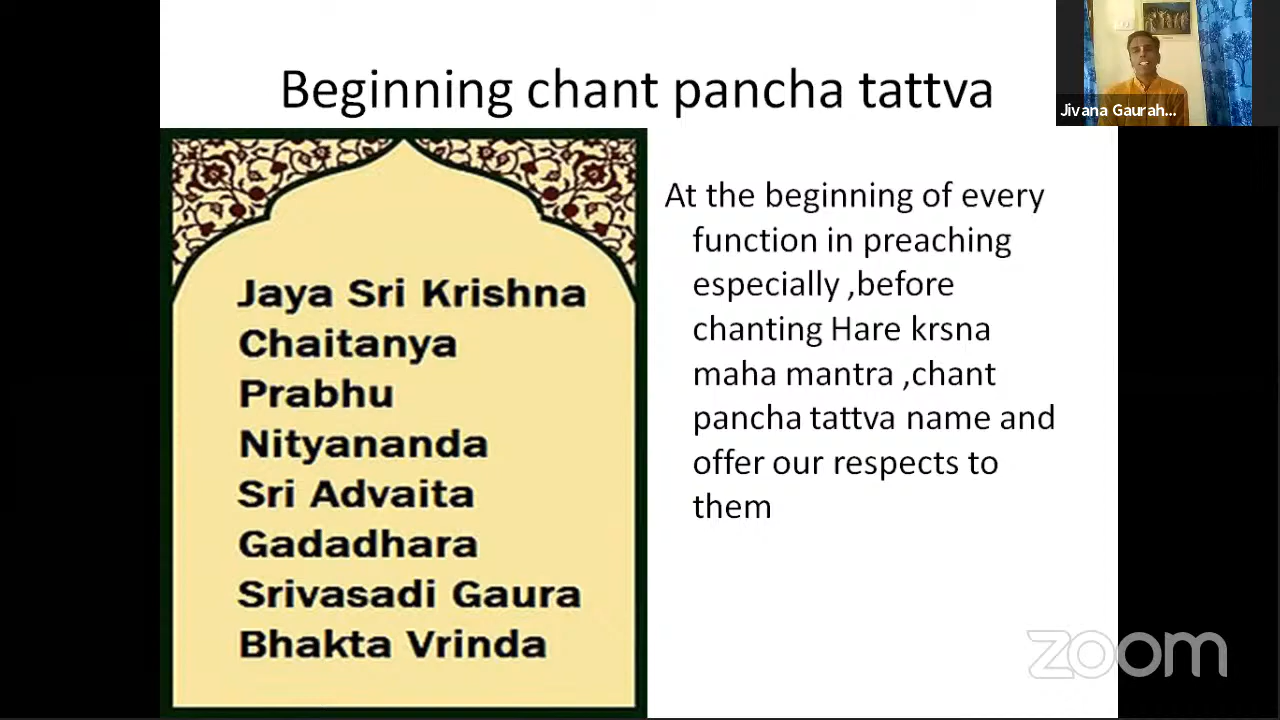 Beginning chant pancha tattva
Jivana Gaurah...
Jaya Sri Krishna
Chaitanya
Prabhu
Nityananda
Sri Advaita
Gadadhara
Srivasadi Gaura
Bhakta Vrinda
At the beginning of every
function in preaching
especially ,before
chanting Hare krsna
maha mantra ,chant
pancha tattva name and
offer our respects to
them
zoom